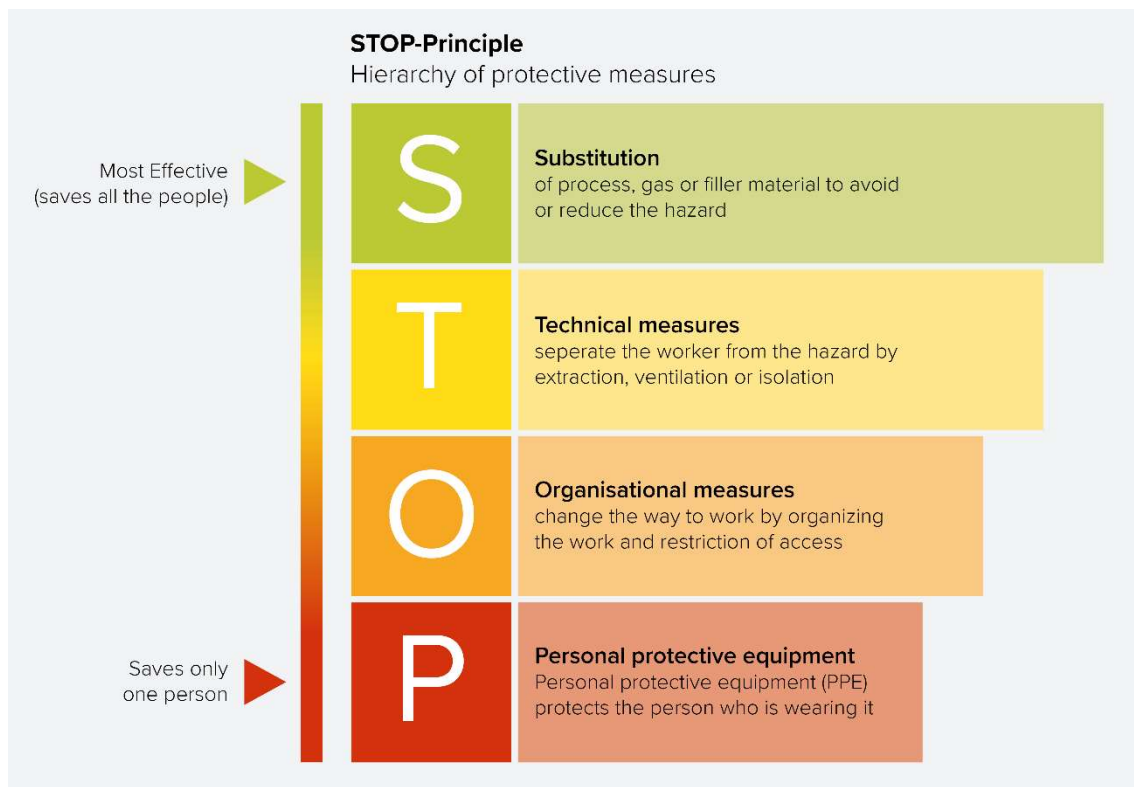 STOP-Principle
Hierarchy of protective measures
Most Effective
(saves all the people)
S
Substitution
of process, gas or filler material to avoid
or reduce the hazard
T
Technical measures
seperate the worker from the hazard by
extraction, ventilation or isolation
O
Organisational measures
change the way to work by organizing
the work and restriction of access
Saves only
one person
P
Personal protective equipment
Personal protective equipment (PPE)
protects the person who is wearing it